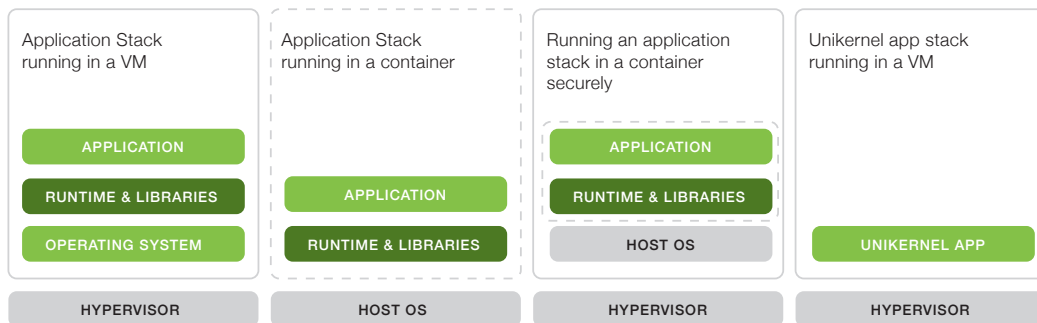 Application Stack
running in a VM
APPLICATION
RUNTIME & LIBRARIES
OPERATING SYSTEM
HYPERVISOR
Application Stack
running in a container
APPLICATION
RUNTIME & LIBRARIES
HOST OS
Running an application
stack in a container
securely
APPLICATION
RUNTIME & LIBRARIES
HOST OS
HYPERVISOR
Unikernel app stack
running in a VM
UNIKERNEL APP
HYPERVISOR